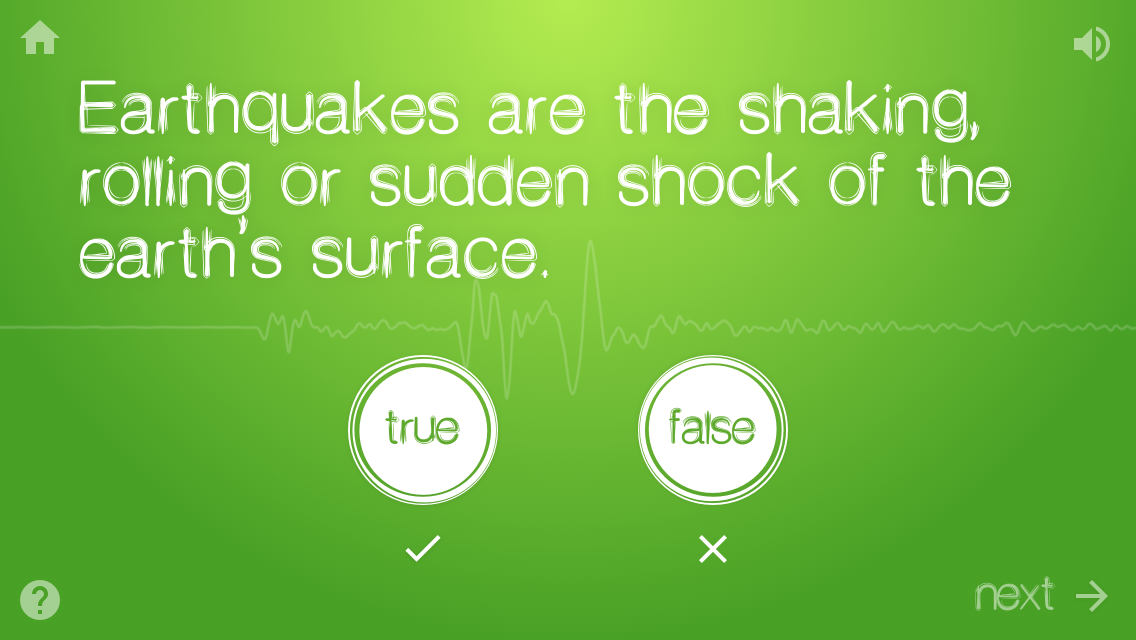 Earthquakes are the shaking,
rolling or sudden shock of the
earth's surface.
true
false
next